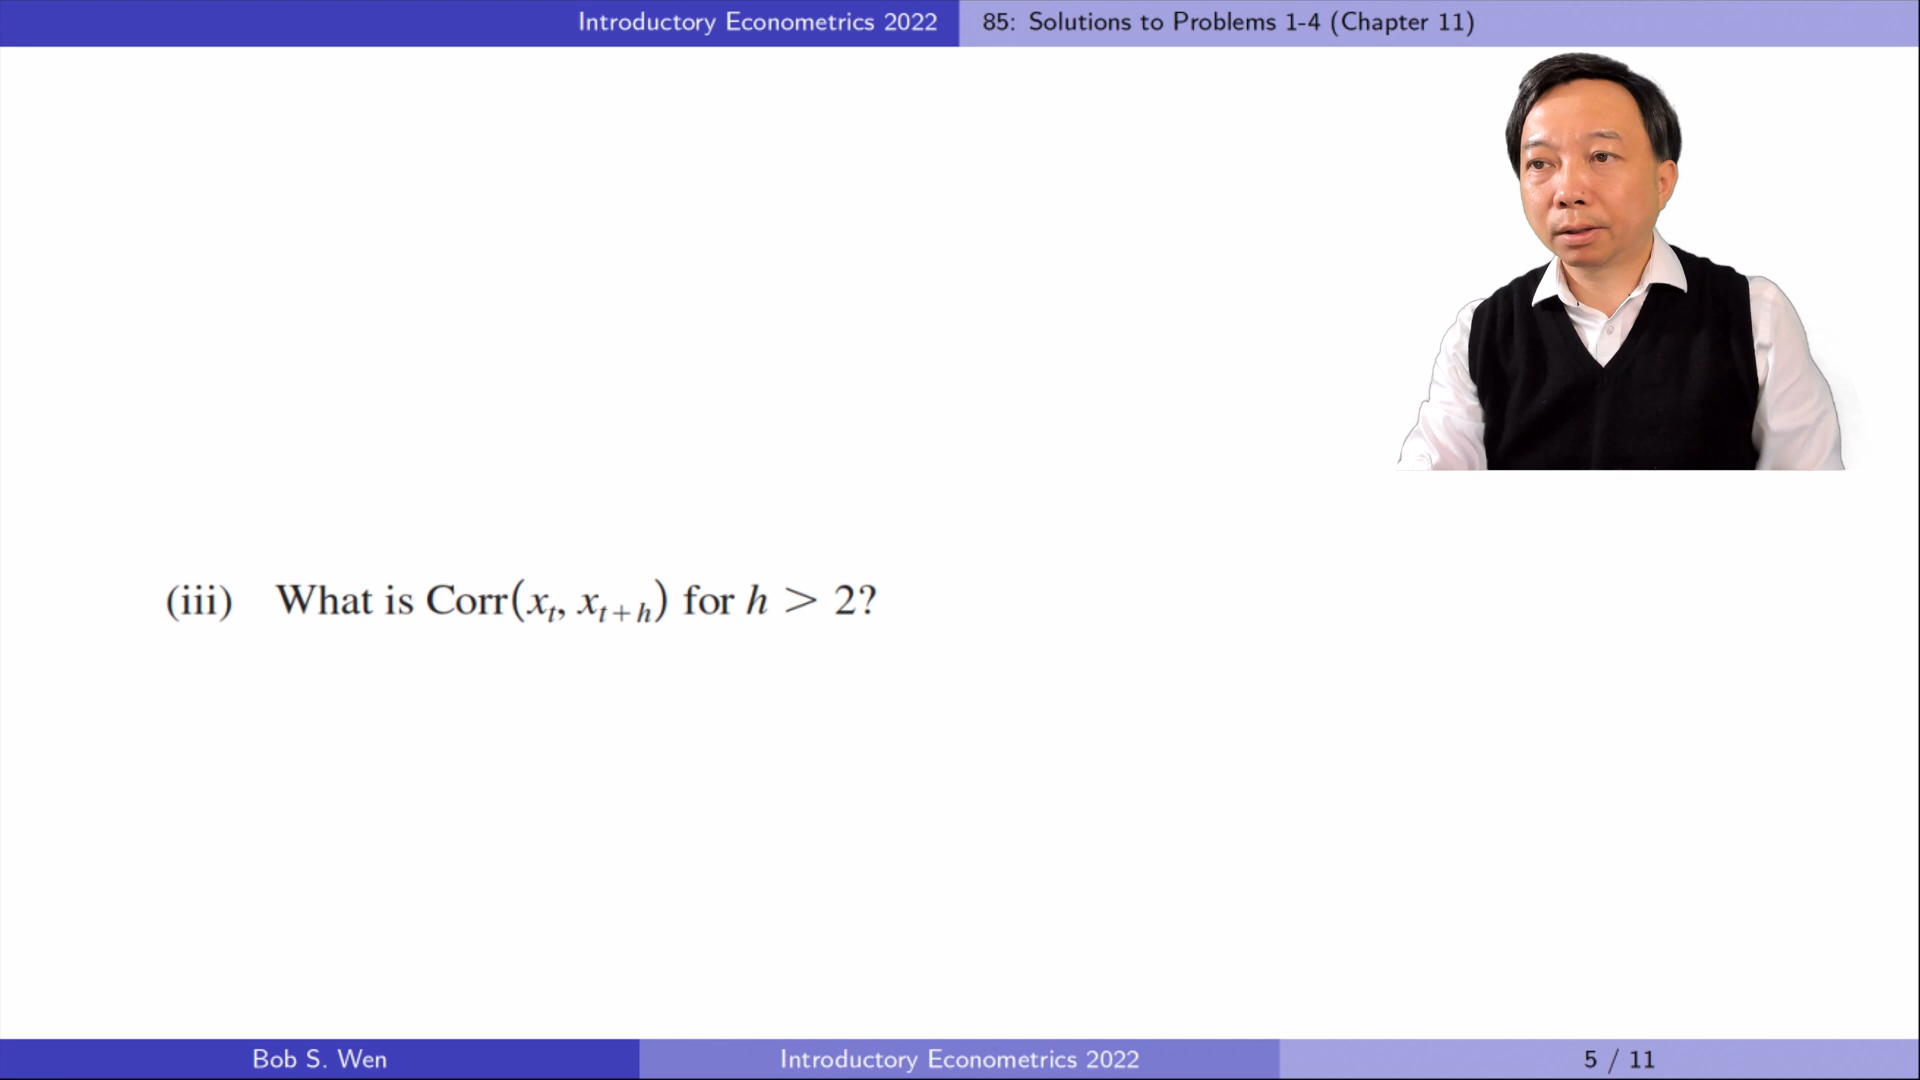 Introductory Econometrics 2022
85: Solutions to Problems 1-4 (Chapter 11)
(iii) What is Corr(xₜ, xₜ₊ₕ) for h > 2?
Bob S. Wen
Introductory Econometrics 2022
5 / 11